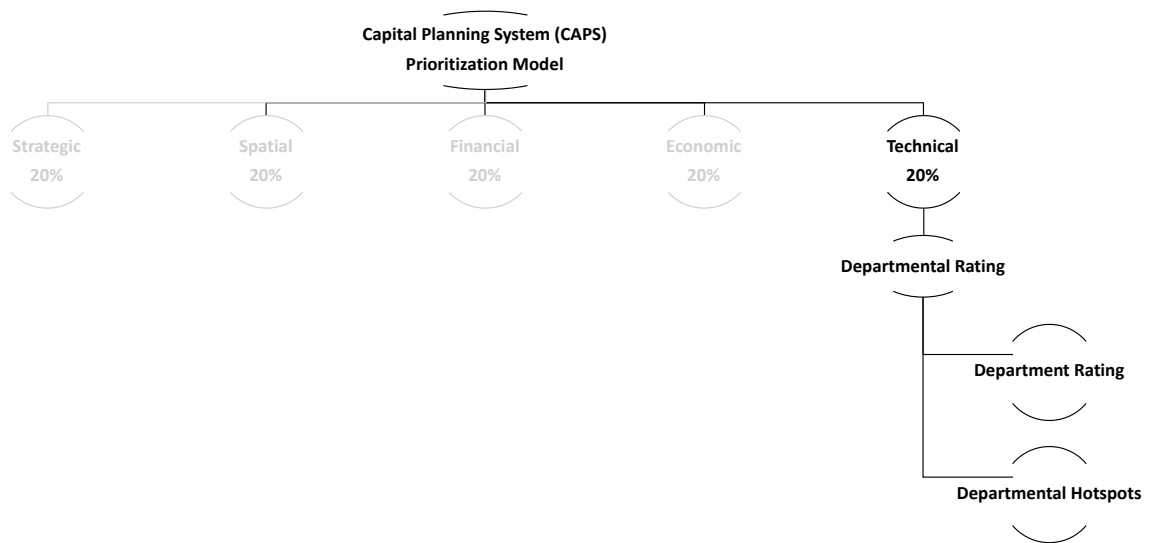 Capital Planning System (CAPS)
Prioritization Model
Strategic
20%
Spatial
20%
Financial
20%
Economic
20%
Technical
20%
Departmental Rating
Department Rating
Departmental Hotspots